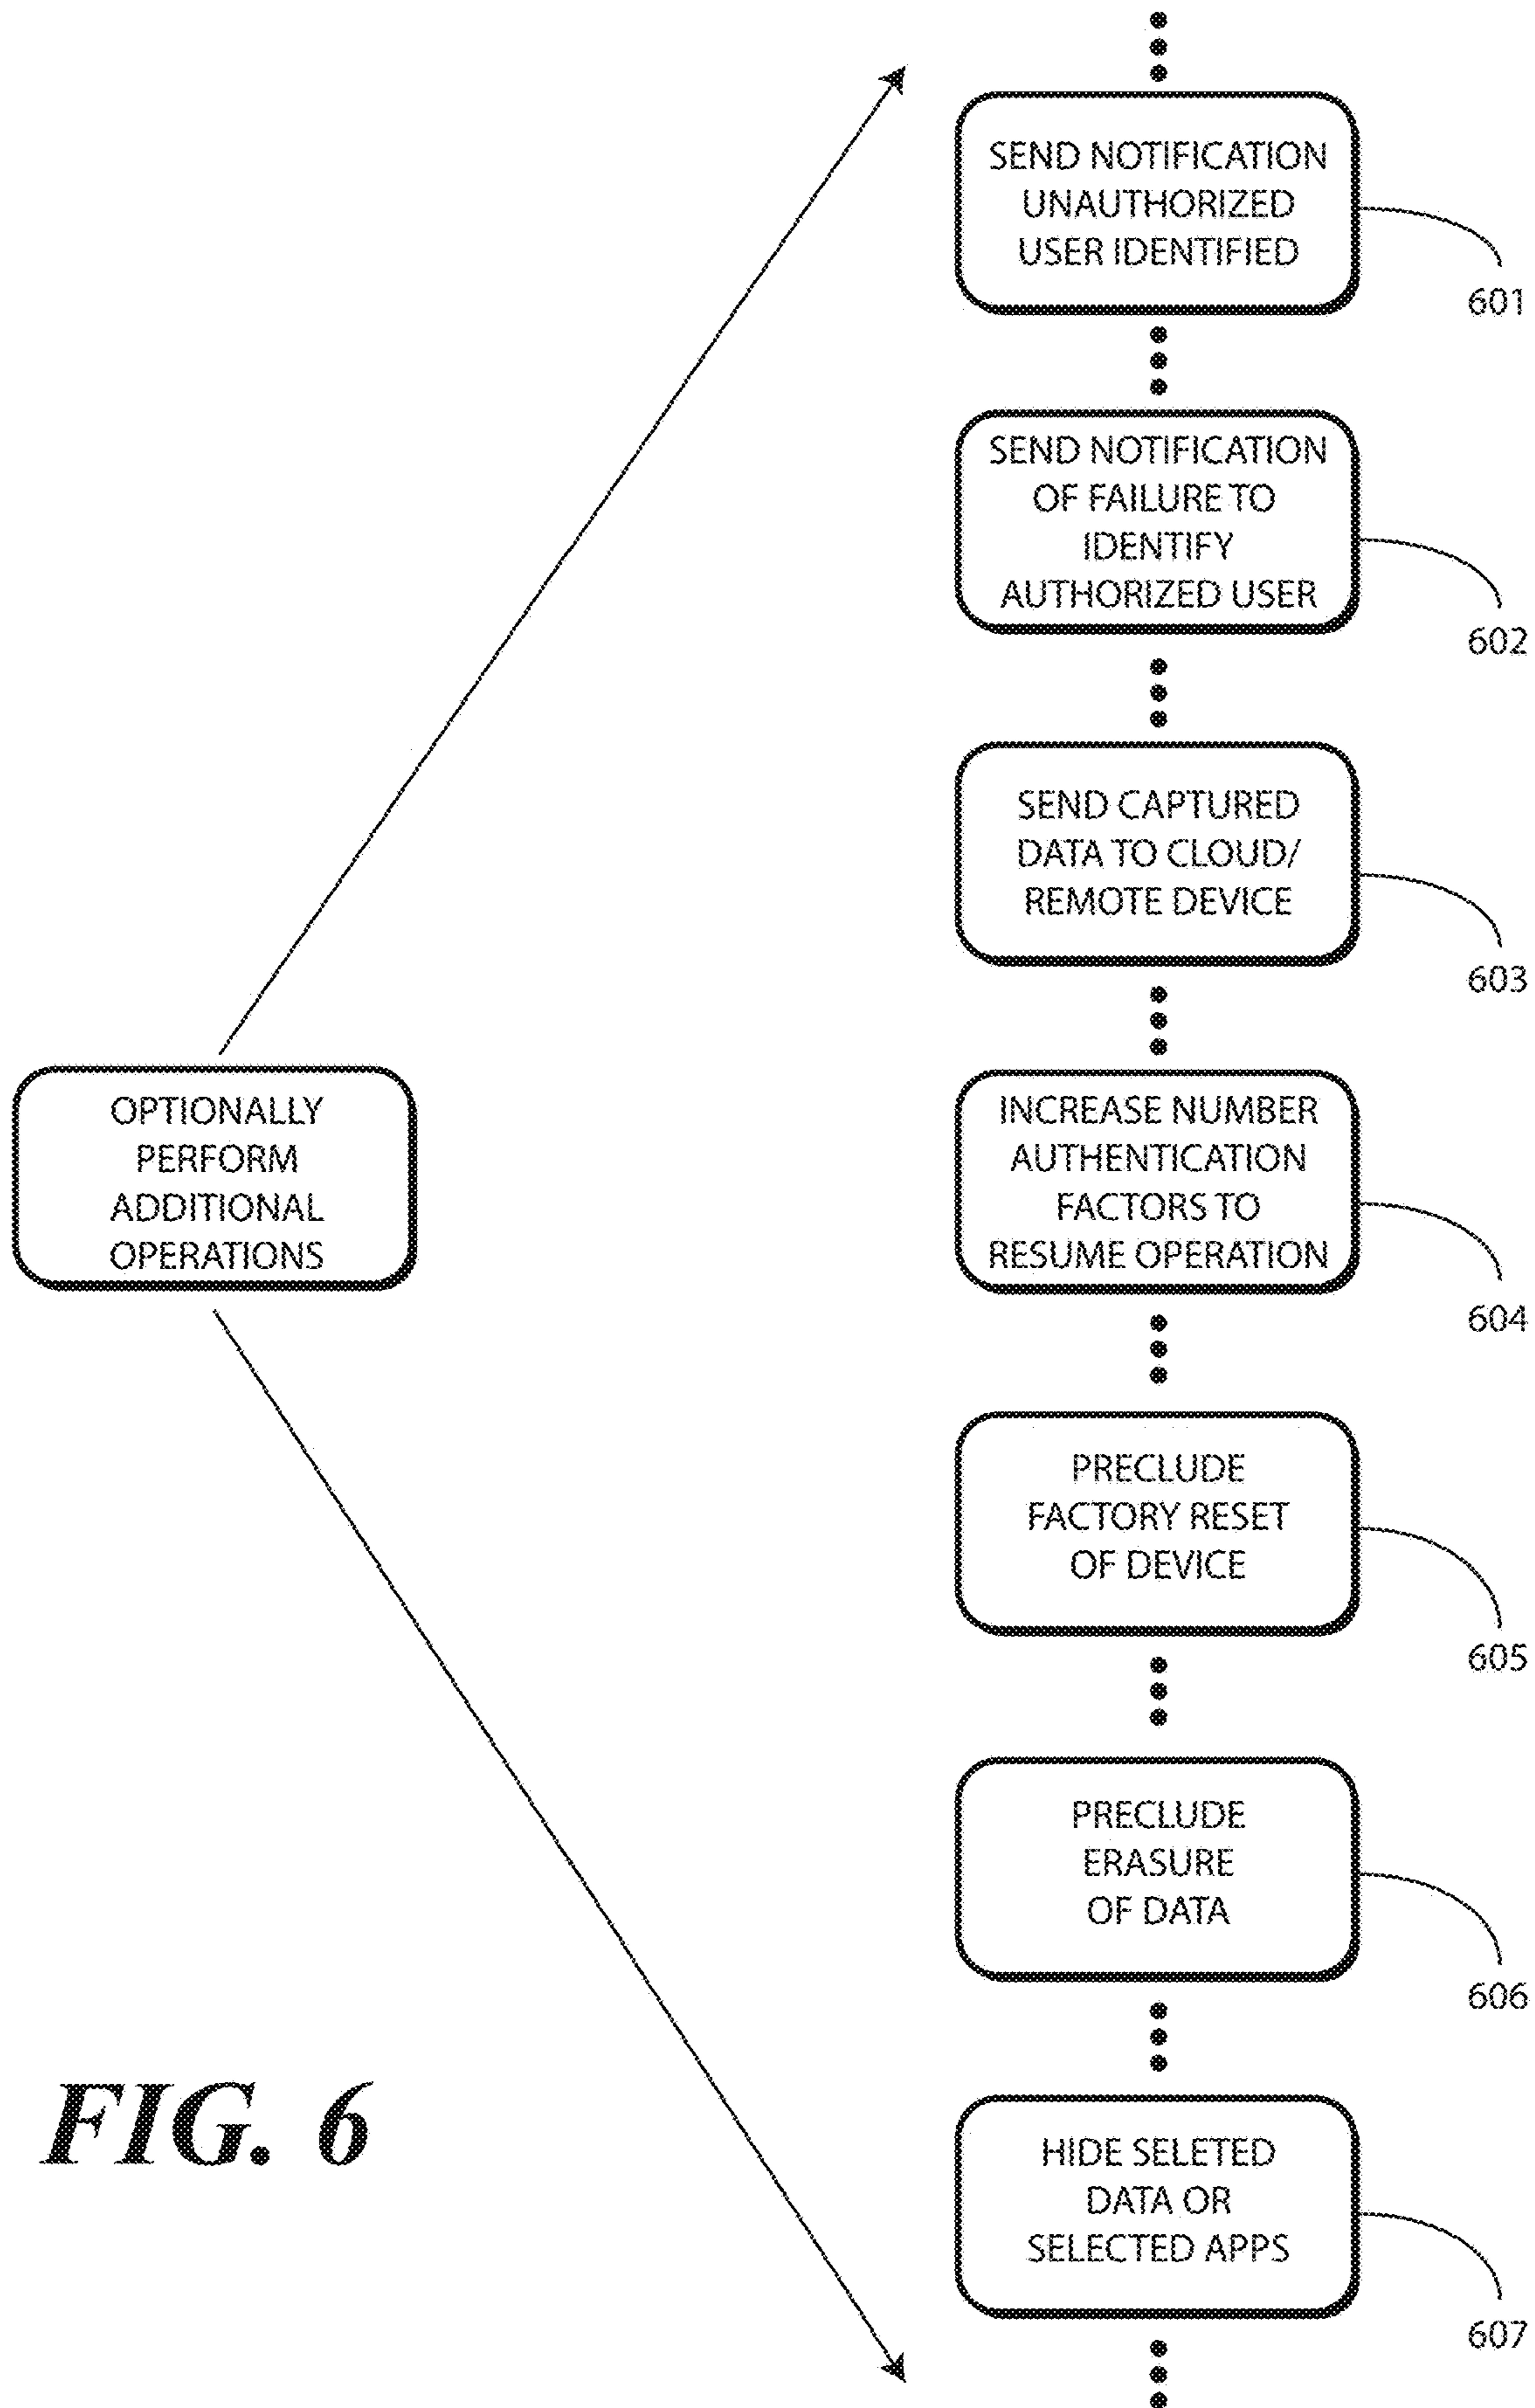 SEND NOTIFICATION
UNAUTHORIZED
USER IDENTIFIED
601
SEND NOTIFICATION
OF FAILURE TO
IDENTIFY
AUTHORIZED USER
602
SEND CAPTURED
DATA TO CLOUD/
REMOTE DEVICE
603
OPTIONALLY
PERFORM
ADDITIONAL
OPERATIONS
INCREASE NUMBER
AUTHENTICATION
FACTORS TO
RESUME OPERATION
604
PRECLUDE
FACTORY RESET
OF DEVICE
605
PRECLUDE
ERASURE
OF DATA
606
HIDE SELETED
DATA OR
SELECTED APPS
607
FIG. 6